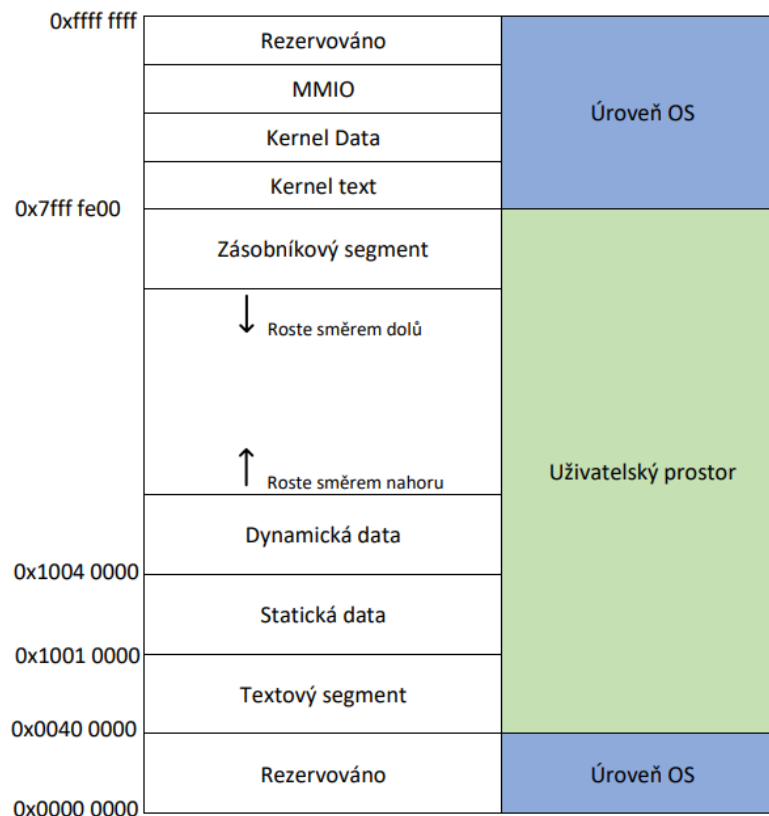 0xffff ffff
Rezervováno
MMIO
Úroveň OS
Kernel Data
Kernel text
0x7fff fe00
Zásobníkový segment
Roste směrem dolů
Uživatelský prostor
Roste směrem nahoru
Dynamická data
0x1004 0000
Statická data
0x1001 0000
Textový segment
0x0040 0000
Rezervováno
Úroveň OS
0x0000 0000